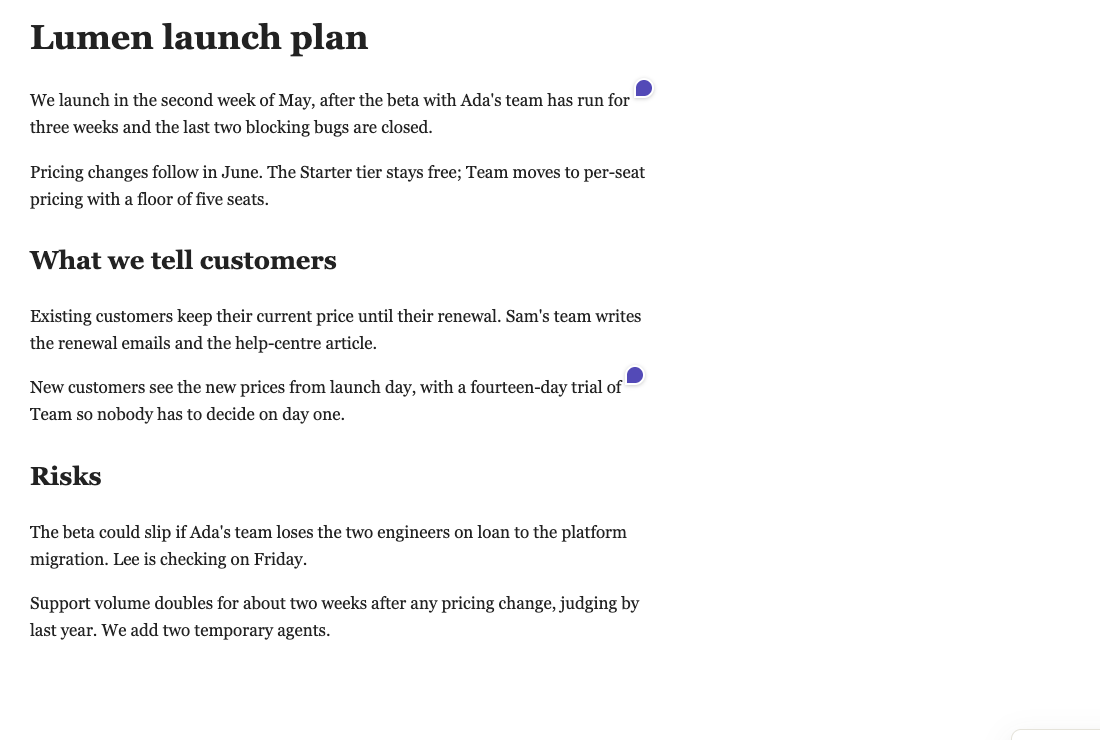 Lumen launch plan
We launch in the second week of May, after the beta with Ada's team has run for
three weeks and the last two blocking bugs are closed.
Pricing changes follow in June. The Starter tier stays free; Team moves to per-seat
pricing with a floor of five seats.
What we tell customers
Existing customers keep their current price until their renewal. Sam's team writes
the renewal emails and the help-centre article.
New customers see the new prices from launch day, with a fourteen-day trial of
Team so nobody has to decide on day one.
Risks
The beta could slip if Ada's team loses the two engineers on loan to the platform
migration. Lee is checking on Friday.
Support volume doubles for about two weeks after any pricing change, judging by
last year. We add two temporary agents.